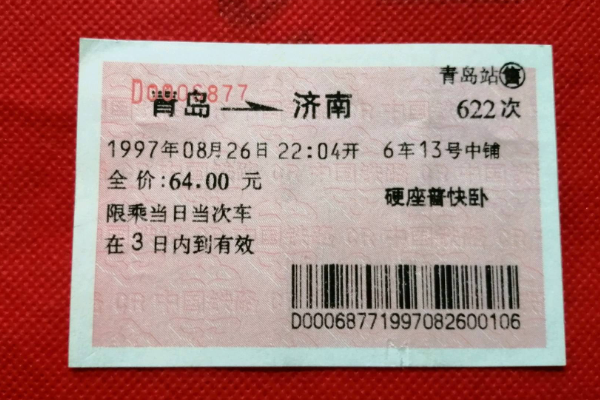 青岛站售
D0006877
青岛 济南 622次
1997年08月26日22:04开 6车13号中铺
全价:64.00元 硬座普快卧
限乘当日当次车
在3日内到有效
D00068771997082600106